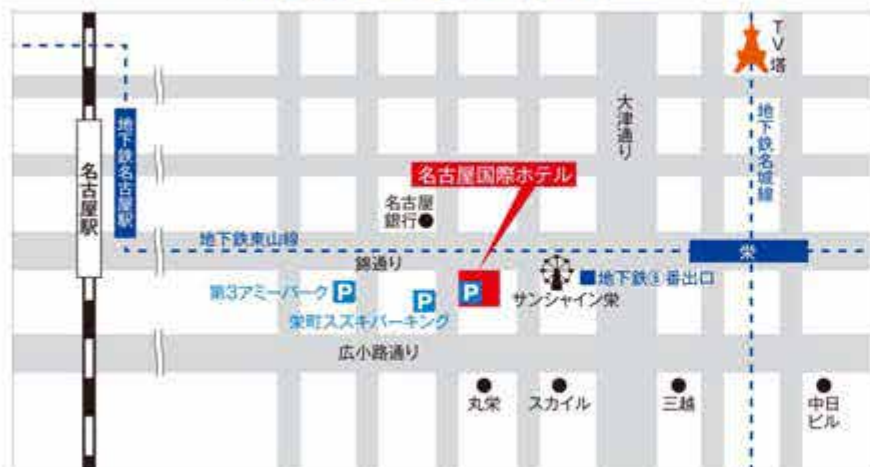 TV塔
大津通り
地下鉄名城線
地下鉄名古屋駅
名古屋駅
名古屋国際ホテル
名古屋
銀行
地下鉄東山線
栄
錦通り
地下鉄⑧番出口
第3アミーパーク
P
P
P
サンシャイン栄
栄町スズキパーキング
広小路通り
丸栄
スカイル
三越
中日
ビル